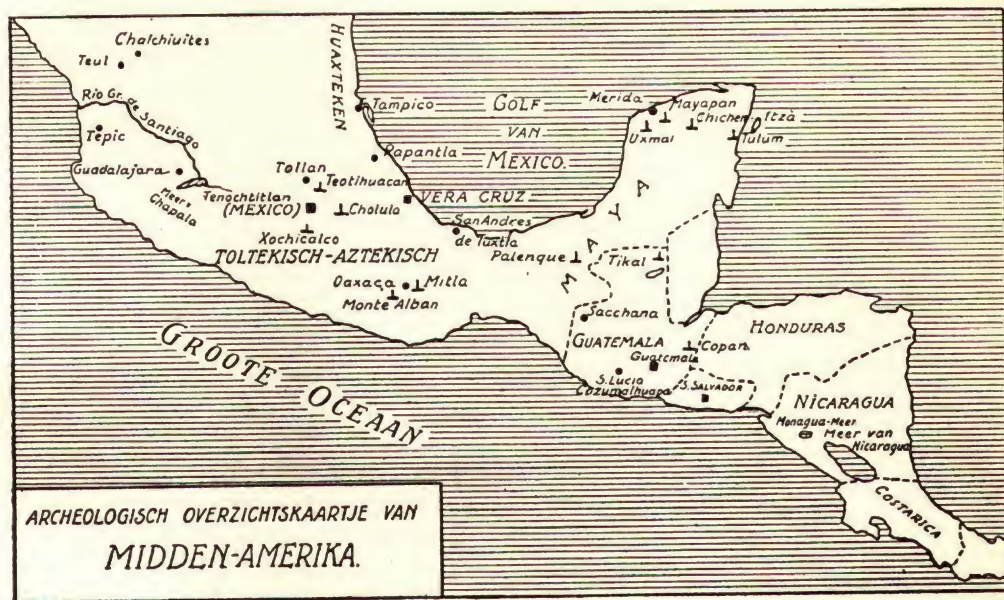 Chalchiuites
Teul
HUAXTEKEN
Rio Gr. de Santiago
Tampico
GOLF
VAN
MEXICO.
Merida
Mayapan
Chichen-Itzà
Uxmal
Tulum
Tepic
Papantla
Guadalajara
Tollan
Teotihuacan
Meer v.
Chapala
Tenochtitlan
(MEXICO)
VERA CRUZ
Cholula
San Andres
de Tuxtla
Xochicalco
TOLTEKISCH-AZTEKISCH
MAYA
Palenque
Tikal
Oaxaca
Mitla
Monte Alban
Sacchana
HONDURAS
GUATEMALA
Copan
Guatemala
S. Lucia
Cozumalhuapa
S. SALVADOR
GROOTE OCEAAN
NICARAGUA
Managua-Meer
Meer van
Nicaragua
COSTARICA
ARCHEOLOGISCH OVERZICHTSKAARTJE VAN
MIDDEN-AMERIKA.